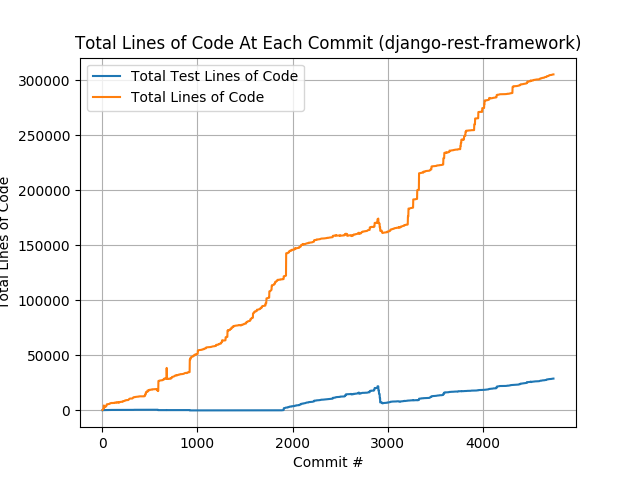 Total Lines of Code At Each Commit (django-rest-framework)
Total Test Lines of Code
Total Lines of Code
300000
250000
200000
150000
100000
50000
0
Total Lines of Code
0 1000 2000 3000 4000
Commit #